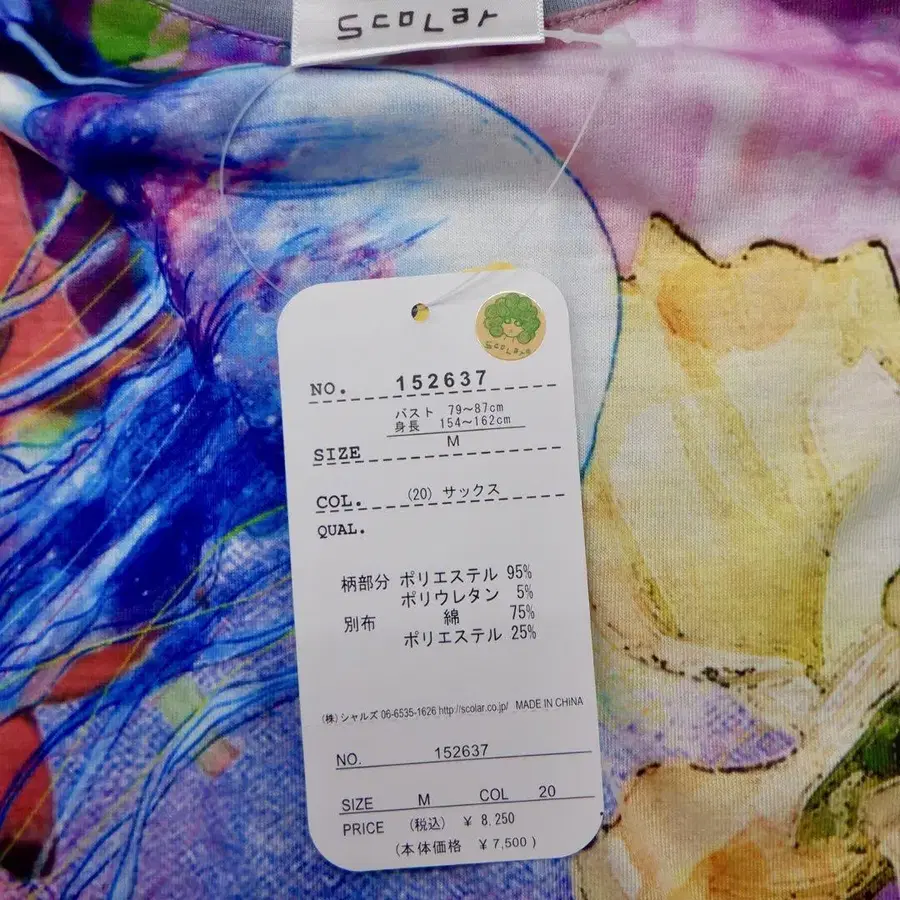 ScoLar
ScoLar
NO. 152637
バスト 79~87cm
身長 154~162cm
SIZE M
COL. (20) サックス
QUAL.
柄部分 ポリエステル 95%
ポリウレタン 5%
別布 綿 75%
ポリエステル 25%
(株)シャルズ 06-6535-1626 http://scolar.co.jp/ MADE IN CHINA
NO. 152637
SIZE M COL 20
PRICE (税込) ¥ 8,250
(本体価格 ¥7,500)